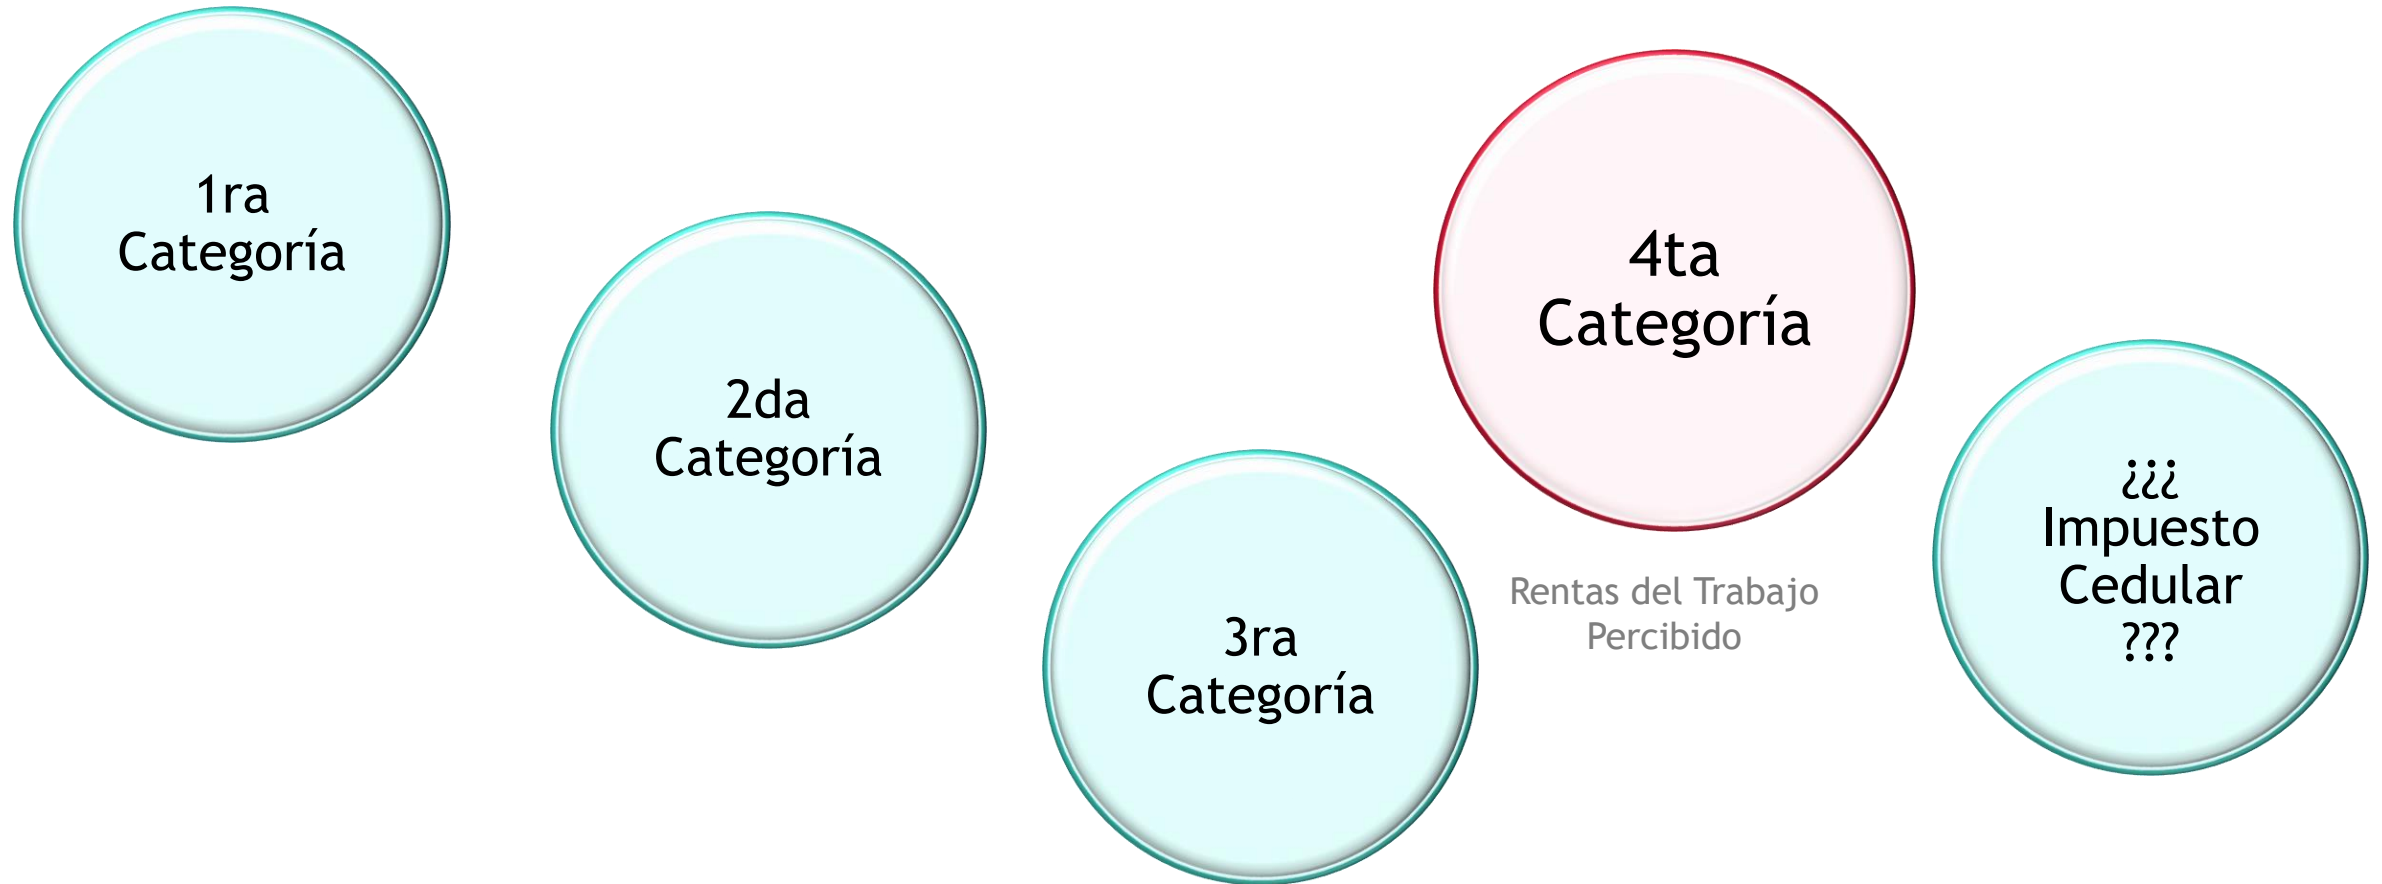 1ra
Categoría
2da
Categoría
3ra
Categoría
4ta
Categoría
Rentas del Trabajo
Percibido
¿¿¿
Impuesto
Cedular
???